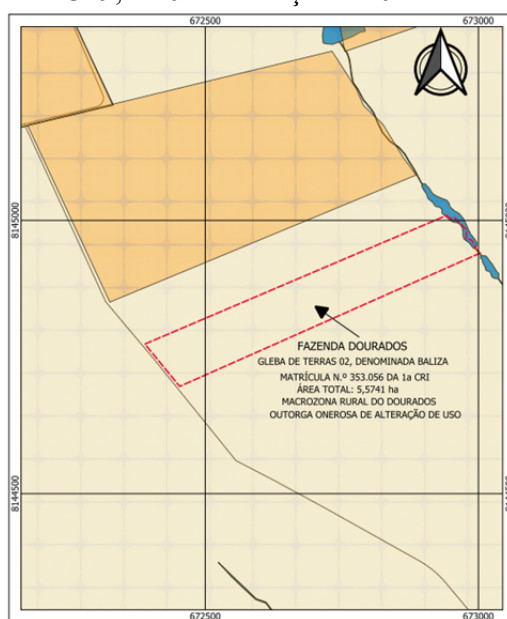 672500 673000
8145000
FAZENDA DOURADOS
GLEBA DE TERRAS 02, DENOMINADA BALIZA
MATRÍCULA N.º 353.056 DA 1a CRI
ÁREA TOTAL: 5,5741 ha
MACROZONA RURAL DO DOURADOS
OUTORGA ONEROSA DE ALTERAÇÃO DE USO
8144500
672500 673000